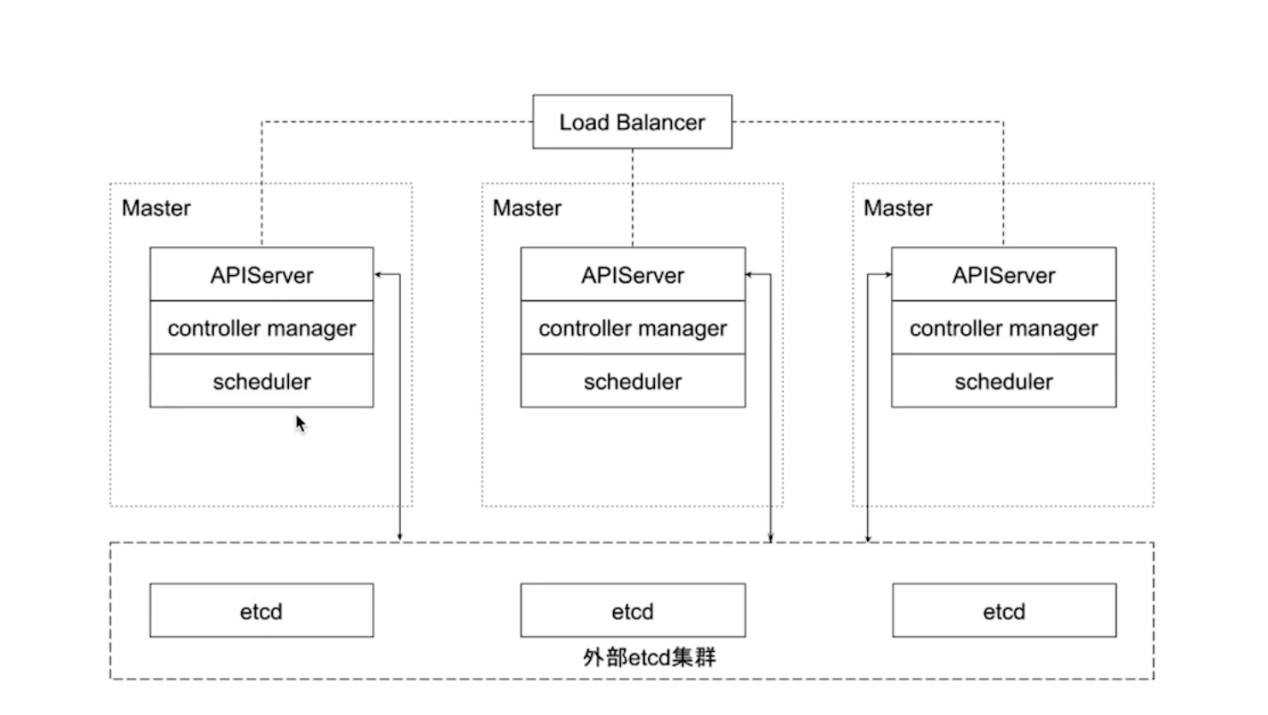 Load Balancer
Master
Master
Master
APIServer
APIServer
APIServer
controller manager
controller manager
controller manager
scheduler
scheduler
scheduler
etcd
etcd
etcd
外部etcd集群